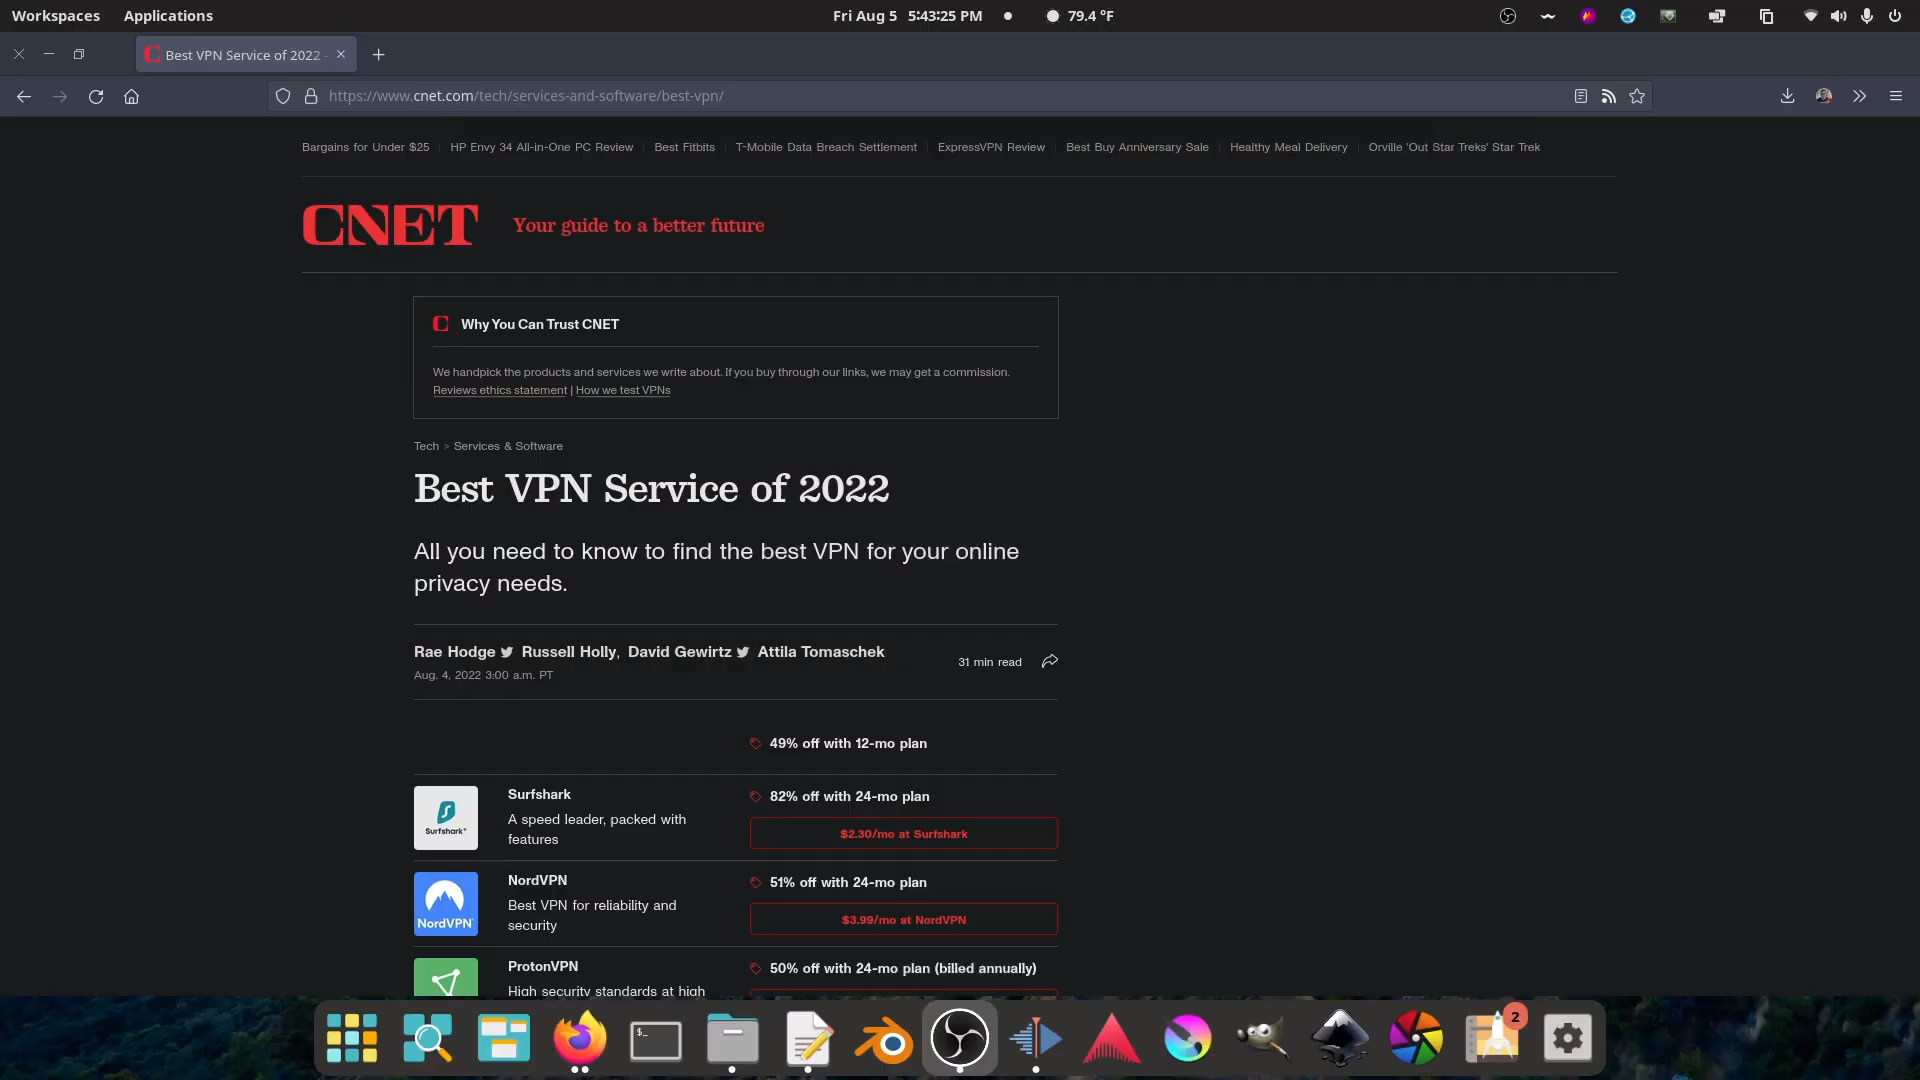 Workspaces Applications Fri Aug 5 5:43:25 PM 79.4 °F
Best VPN Service of 2022 -
https://www.cnet.com/tech/services-and-software/best-vpn/
Bargains for Under $25 HP Envy 34 All-in-One PC Review Best Fitbits T-Mobile Data Breach Settlement ExpressVPN Review Best Buy Anniversary Sale Healthy Meal Delivery Orville 'Out Star Treks' Star Trek
CNET Your guide to a better future
C Why You Can Trust CNET
We handpick the products and services we write about. If you buy through our links, we may get a commission.
Reviews ethics statement | How we test VPNs
Tech > Services & Software
Best VPN Service of 2022
All you need to know to find the best VPN for your online
privacy needs.
Rae Hodge Russell Holly, David Gewirtz Attila Tomaschek
31 min read
Aug. 4, 2022 3:00 a.m. PT
49% off with 12-mo plan
Surfshark
Surfshark
A speed leader, packed with
features
82% off with 24-mo plan
$2.30/mo at Surfshark
NordVPN
NordVPN
Best VPN for reliability and
security
51% off with 24-mo plan
$3.99/mo at NordVPN
ProtonVPN
High security standards at high
50% off with 24-mo plan (billed annually)
$_
2